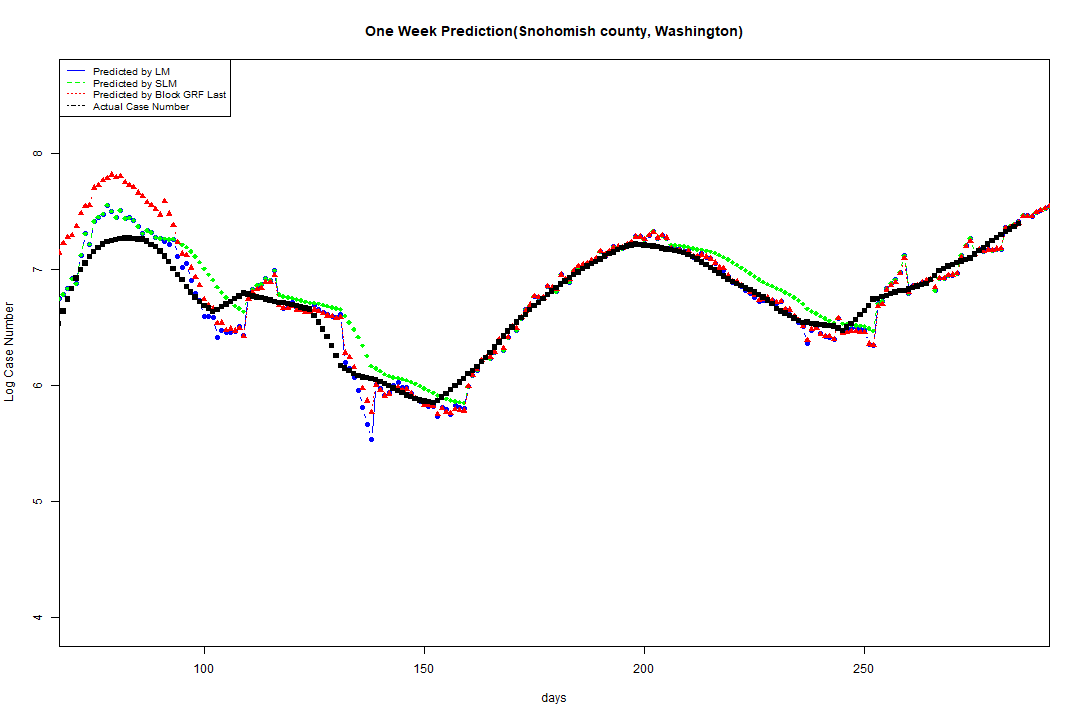 One Week Prediction(Snohomish county, Washington)
Predicted by LM
Predicted by SLM
Predicted by Block GRF Last
Actual Case Number
8
7
6
5
4
Log Case Number
100
150
200
250
days